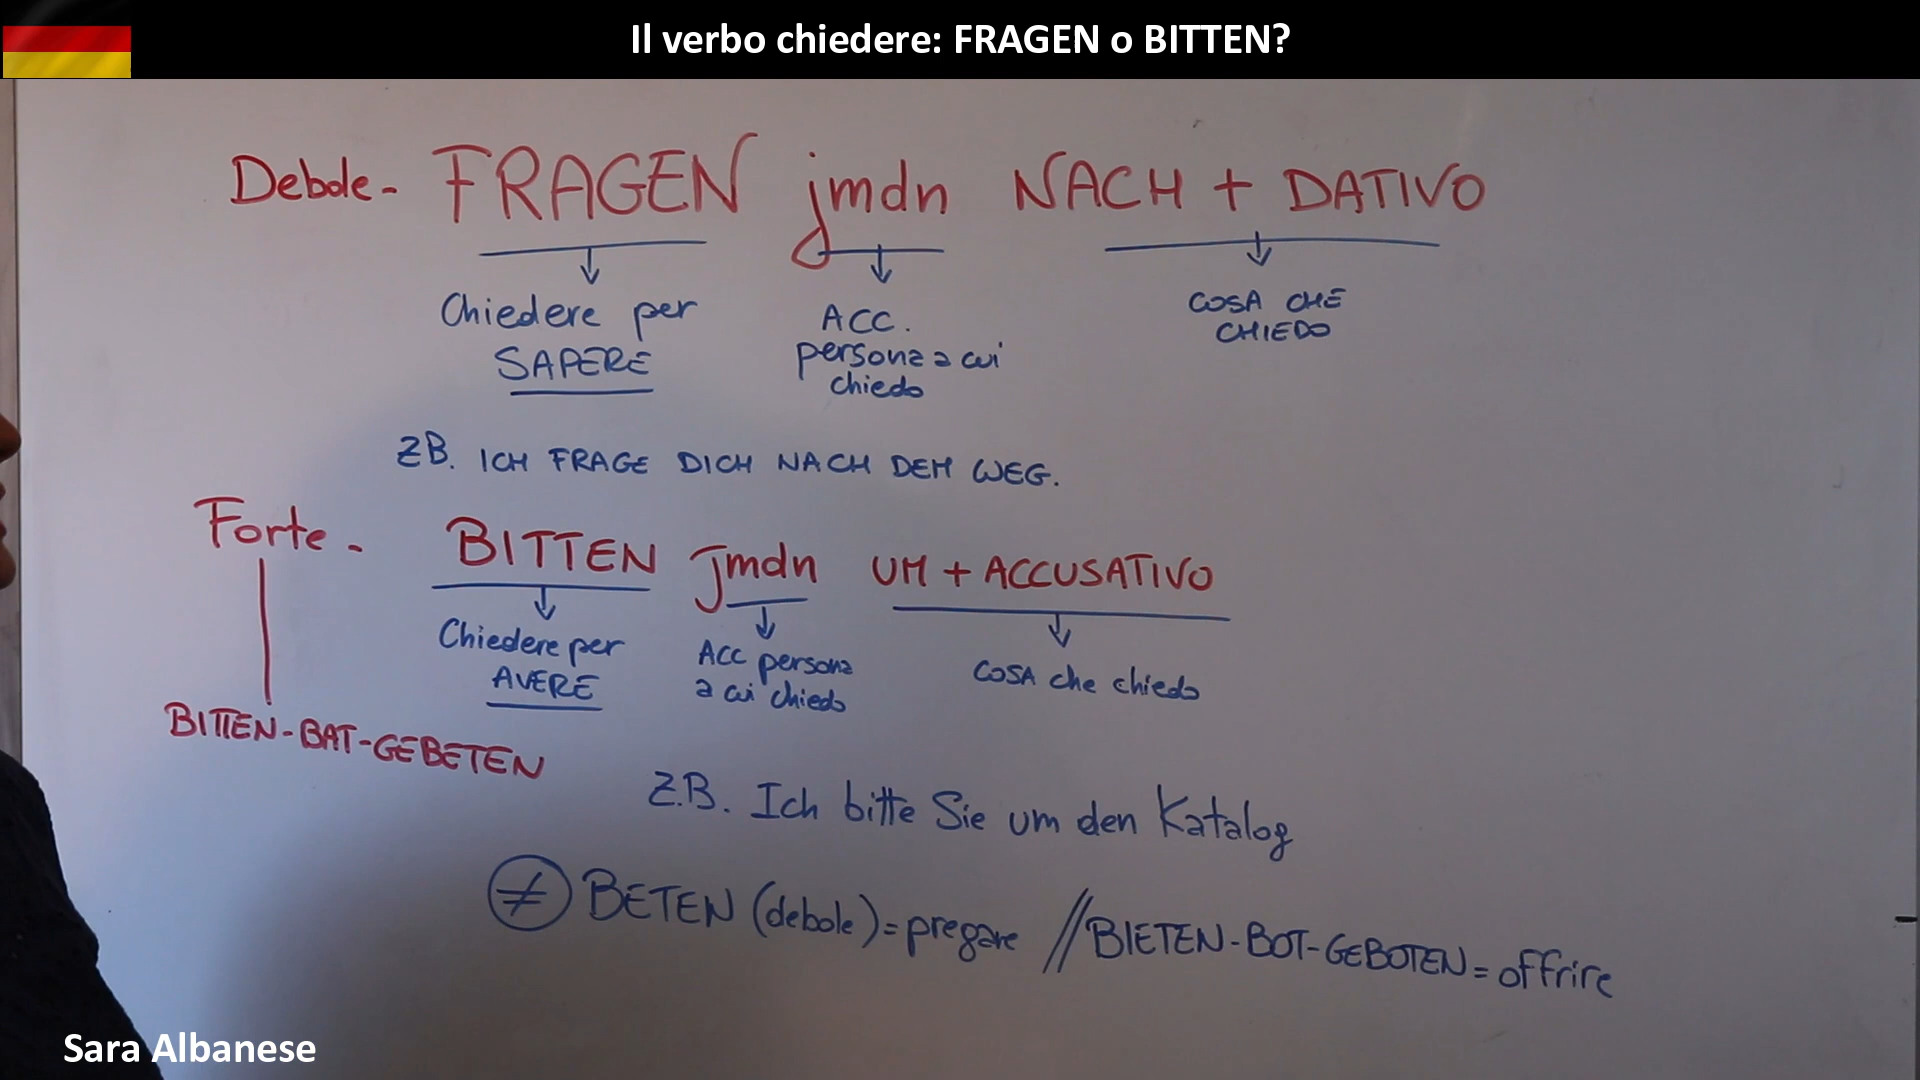 Il verbo chiedere: FRAGEN o BITTEN?
Debole - FRAGEN jmdn NACH + DATIVO
Chiedere per
SAPERE
ACC.
persona a cui
chiedo
COSA CHE
CHIEDO
ZB. ICH FRAGE DICH NACH DEM WEG.
Forte - BITTEN Jmdn UM + ACCUSATIVO
Chiedere per
AVERE
ACC persona
a cui chiedo
COSA che chiedo
BITTEN-BAT-GEBETEN
Z.B. Ich bitte Sie um den Katalog
≠ BETEN (debole) = pregare // BIETEN-BOT-GEBOTEN = offrire
Sara Albanese